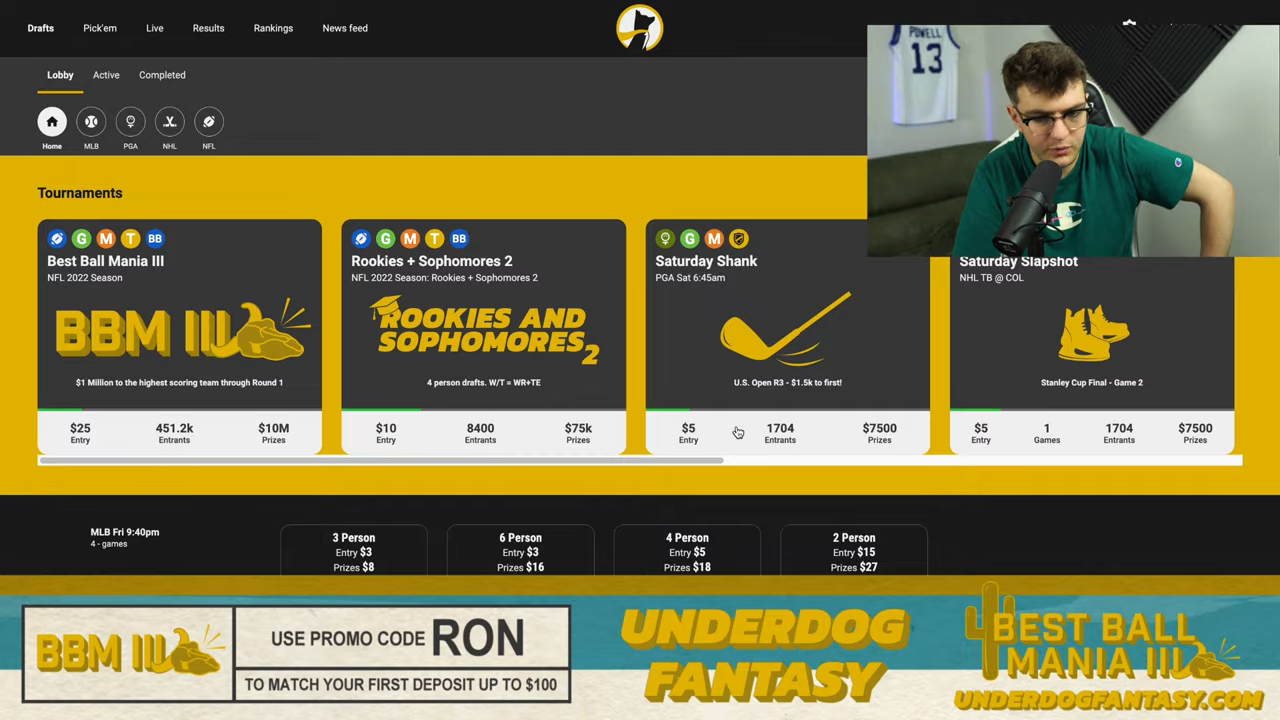 Drafts
Pick'em
Live
Results
Rankings
News feed
POWELL
13
Lobby
Active
Completed
Home
MLB
PGA
NHL
NFL
Tournaments
G M T BB
Best Ball Mania III
NFL 2022 Season
BBM III
$1 Million to the highest scoring team through Round 1
$25
Entry
451.2k
Entrants
$10M
Prizes
G M T BB
Rookies + Sophomores 2
NFL 2022 Season: Rookies + Sophomores 2
ROOKIES AND
SOPHOMORES 2
4 person drafts. W/T = WR+TE
$10
Entry
8400
Entrants
$75k
Prizes
G M
Saturday Shank
PGA Sat 6:45am
U.S. Open R3 - $1.5k to first!
$5
Entry
1704
Entrants
$7500
Prizes
Saturday Slapshot
NHL TB @ COL
Stanley Cup Final - Game 2
$5
Entry
1
Games
1704
Entrants
$7500
Prizes
MLB Fri 9:40pm
4 - games
3 Person
Entry $3
Prizes $8
6 Person
Entry $3
Prizes $16
4 Person
Entry $5
Prizes $18
2 Person
Entry $15
Prizes $27
BBM III
USE PROMO CODE RON
TO MATCH YOUR FIRST DEPOSIT UP TO $100
UNDERDOG
FANTASY
BEST BALL
MANIA III
UNDERDOGFANTASY.COM